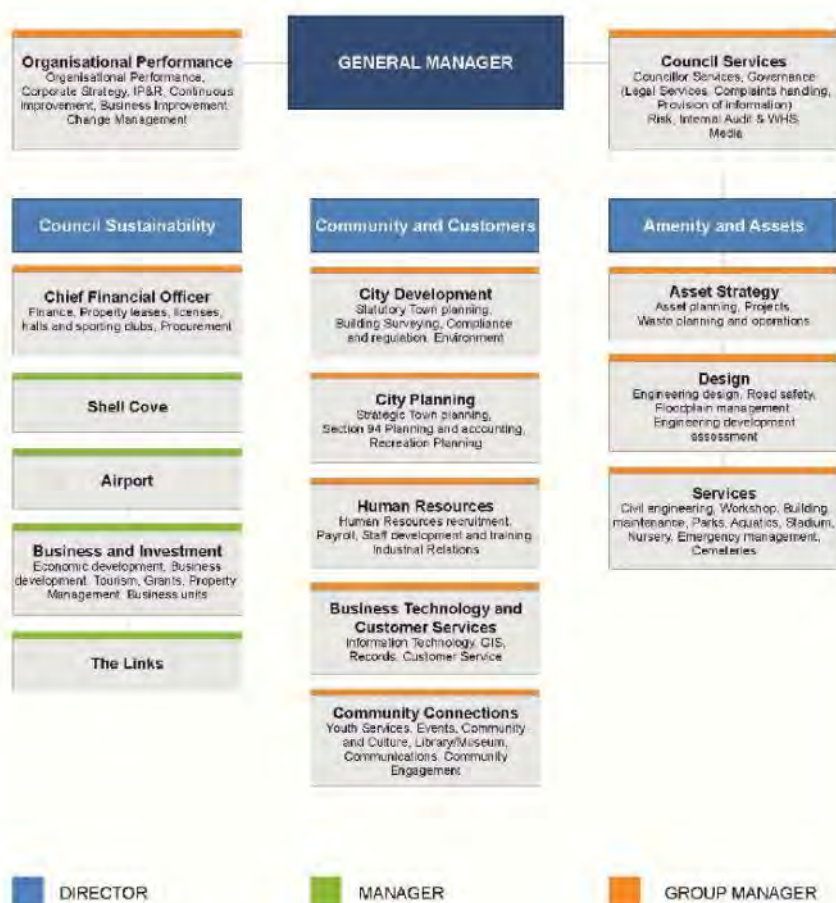 Organisational Performance
Organisational Performance,
Corporate Strategy, IP&R, Continuous
Improvement, Business Improvement
Change Management
GENERAL MANAGER
Council Services
Councillor Services, Governance
(Legal Services, Complaints handling,
Provision of information)
Risk, Internal Audit & WHS,
Media
Council Sustainability
Chief Financial Officer
Finance, Property leases, licenses,
halls and sporting clubs, Procurement
Shell Cove
Airport
Business and Investment
Economic development, Business
development, Tourism, Grants, Property
Management, Business units
The Links
Community and Customers
City Development
Statutory Town planning,
Building Surveying, Compliance
and regulation, Environment
City Planning
Strategic Town planning,
Section 94 Planning and accounting,
Recreation Planning
Human Resources
Human Resources recruitment,
Payroll, Staff development and training
Industrial Relations
Business Technology and
Customer Services
Information Technology, GIS,
Records, Customer Service
Community Connections
Youth Services, Events, Community
and Culture, Library/Museum,
Communications, Community
Engagement
Amenity and Assets
Asset Strategy
Asset planning, Projects,
Waste planning and operations
Design
Engineering design, Road safety,
Floodplain management
Engineering development
assessment
Services
Civil engineering, Workshop, Building
maintenance, Parks, Aquatics, Stadium,
Nursery, Emergency management,
Cemeteries
DIRECTOR
MANAGER
GROUP MANAGER